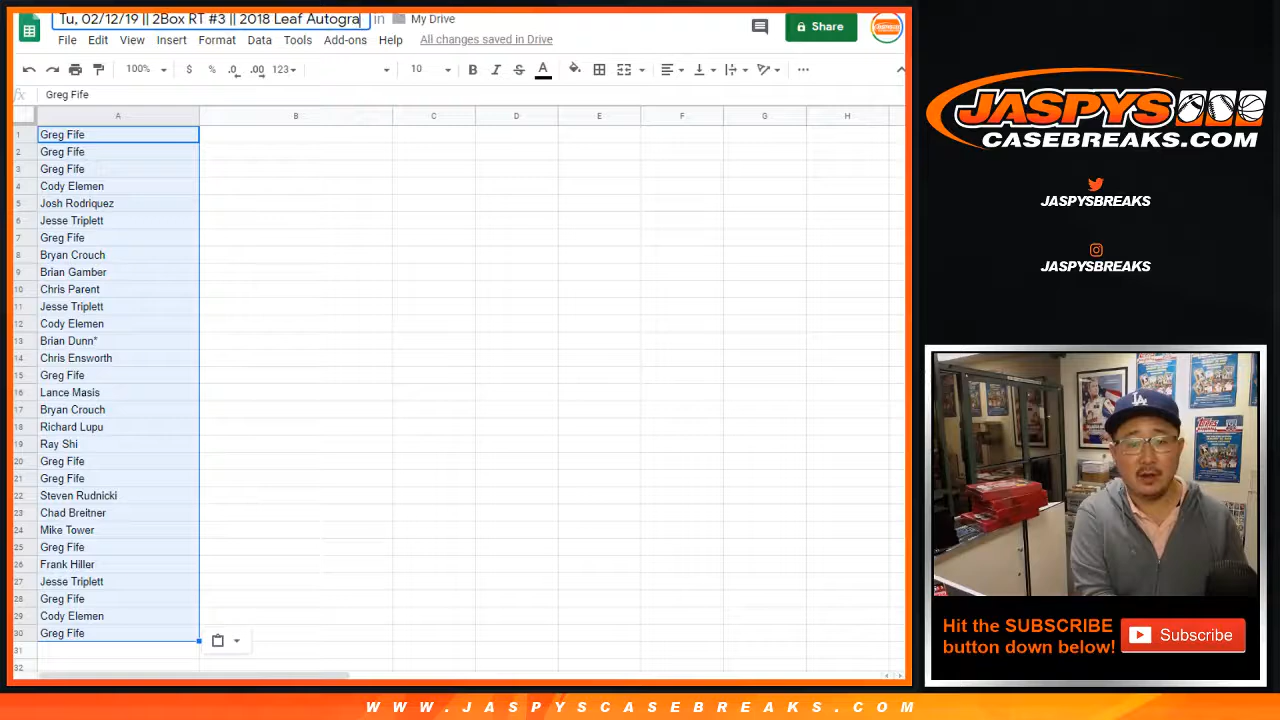 Tu, 02/12/19 || 2Box RT #3 || 2018 Leaf Autogra in My Drive
Share
File Edit View Insert Format Data Tools Add-ons Help All changes saved in Drive
100% $ % .0 .00 123 10 B I S A
fx Greg Fife
A B C D E F G H
1 Greg Fife
2 Greg Fife
3 Greg Fife
4 Cody Elemen
5 Josh Rodriquez
6 Jesse Triplett
7 Greg Fife
8 Bryan Crouch
9 Brian Gamber
10 Chris Parent
11 Jesse Triplett
12 Cody Elemen
13 Brian Dunn*
14 Chris Ensworth
15 Greg Fife
16 Lance Masis
17 Bryan Crouch
18 Richard Lupu
19 Ray Shi
20 Greg Fife
21 Greg Fife
22 Steven Rudnicki
23 Chad Breitner
24 Mike Tower
25 Greg Fife
26 Frank Hiller
27 Jesse Triplett
28 Greg Fife
29 Cody Elemen
30 Greg Fife
31
32
JASPYS
CASEBREAKS.COM
JASPYSBREAKS
JASPYSBREAKS
LA
Hit the SUBSCRIBE
button down below!
Subscribe
WWW.JASPYSCASEBREAKS.COM